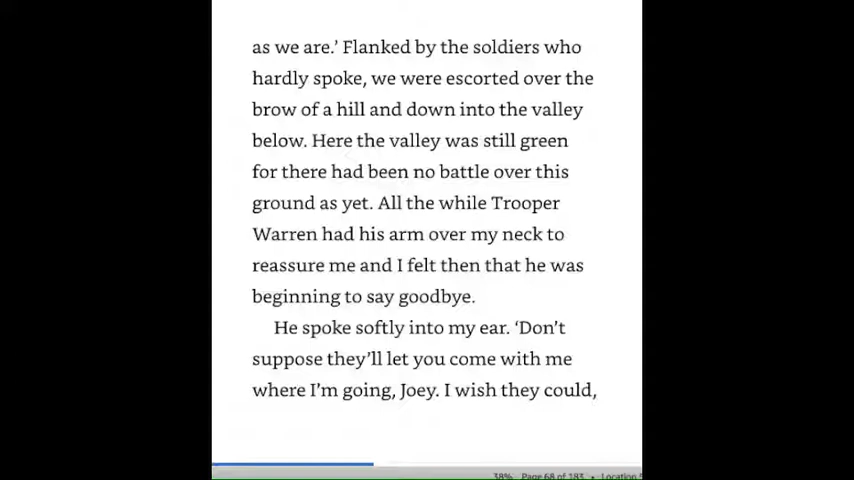 as we are.’ Flanked by the soldiers who
hardly spoke, we were escorted over the
brow of a hill and down into the valley
below. Here the valley was still green
for there had been no battle over this
ground as yet. All the while Trooper
Warren had his arm over my neck to
reassure me and I felt then that he was
beginning to say goodbye.
He spoke softly into my ear. ‘Don’t
suppose they’ll let you come with me
where I’m going, Joey. I wish they could,
38% Page 68 of 183 • Location